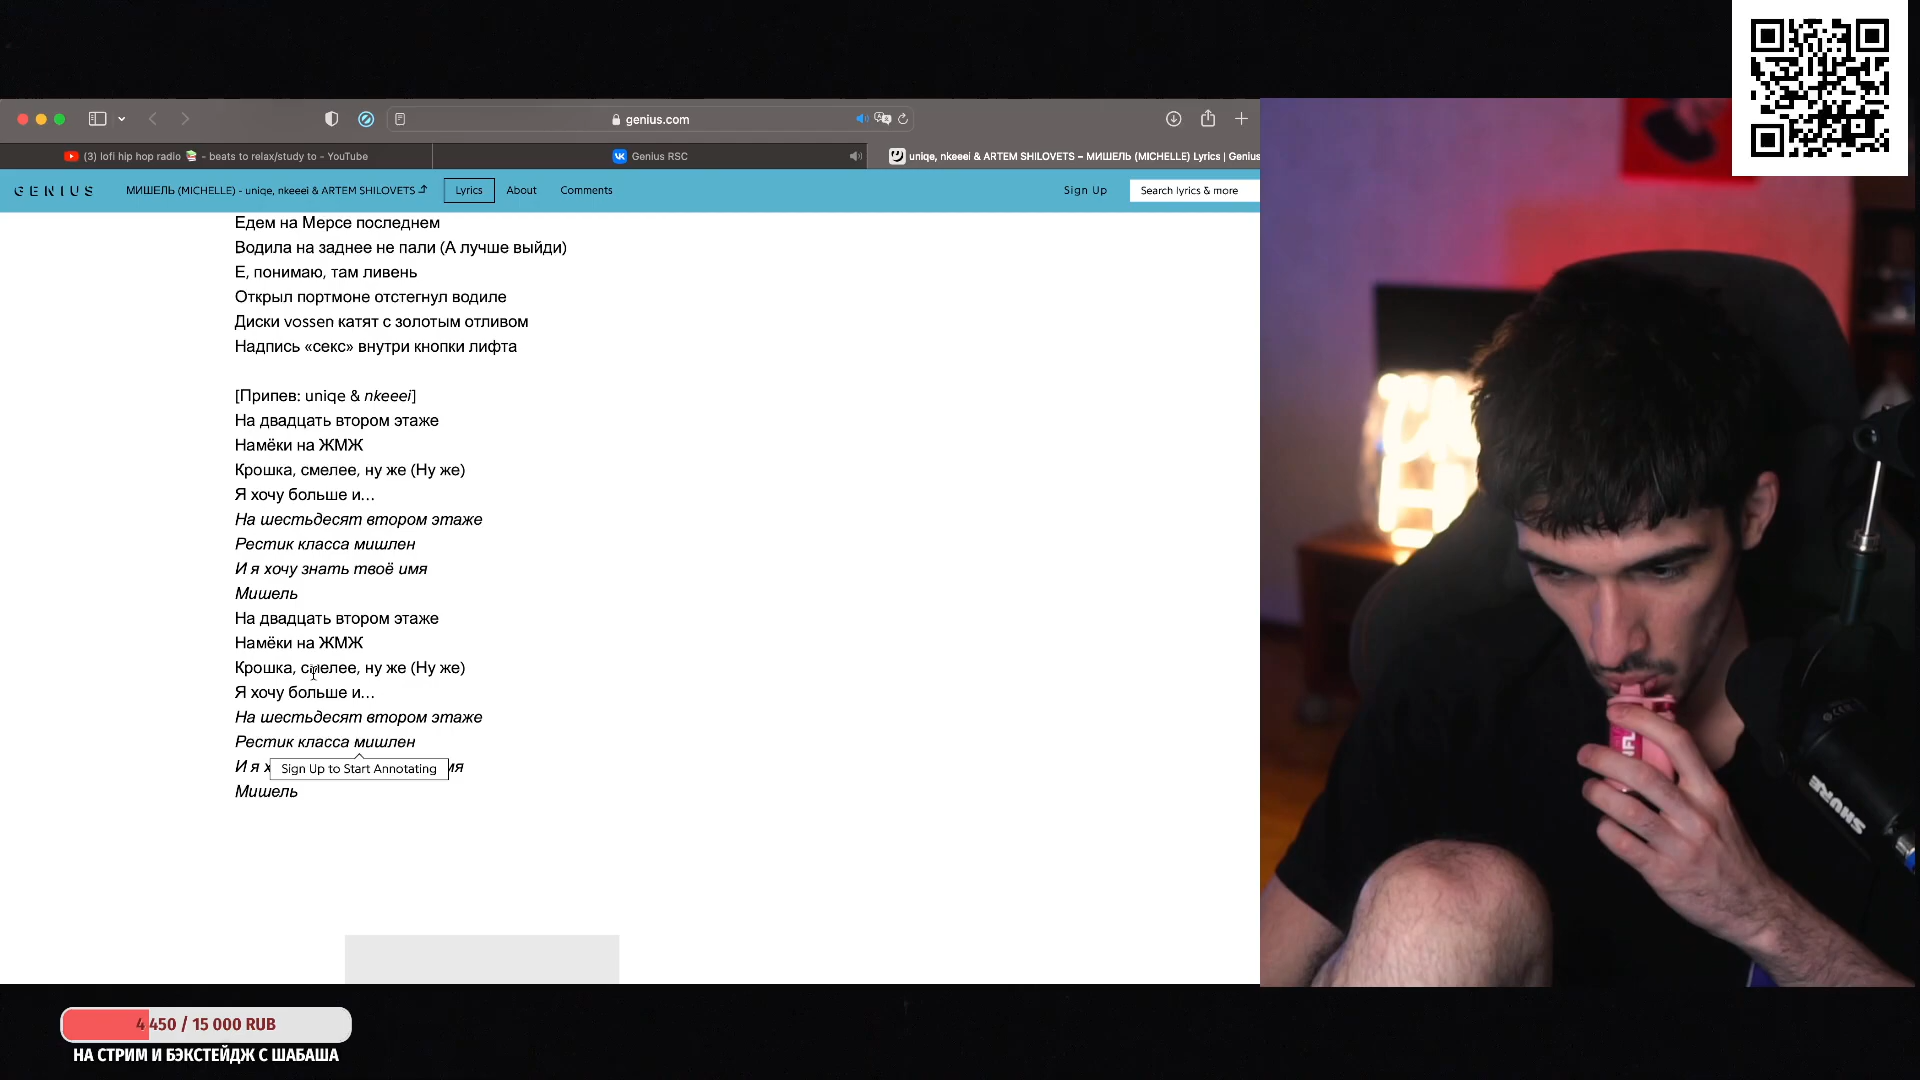 genius.com
(3) lofi hip hop radio 📚 - beats to relax/study to - YouTube
Genius RSC
uniqe, nkeeei & ARTEM SHILOVETS – МИШЕЛЬ (MICHELLE) Lyrics | Genius
GENIUS
МИШЕЛЬ (MICHELLE) - uniqe, nkeeei & ARTEM SHILOVETS
Lyrics
About
Comments
Sign Up
Search lyrics & more
Едем на Мерсе последнем
Водила на заднее не пали (А лучше выйди)
Е, понимаю, там ливень
Открыл портмоне отстегнул водиле
Диски vossen катят с золотым отливом
Надпись «секс» внутри кнопки лифта
[Припев: uniqe & nkeeei]
На двадцать втором этаже
Намёки на ЖМЖ
Крошка, смелее, ну же (Ну же)
Я хочу больше и…
На шестьдесят втором этаже
Рестик класса мишлен
И я хочу знать твоё имя
Мишель
На двадцать втором этаже
Намёки на ЖМЖ
Крошка, смелее, ну же (Ну же)
Я хочу больше и…
На шестьдесят втором этаже
Рестик класса мишлен
И я
Sign Up to Start Annotating
Мишель
SHURE
4 450 / 15 000 RUB
НА СТРИМ И БЭКСТЕЙДЖ С ШАБАША